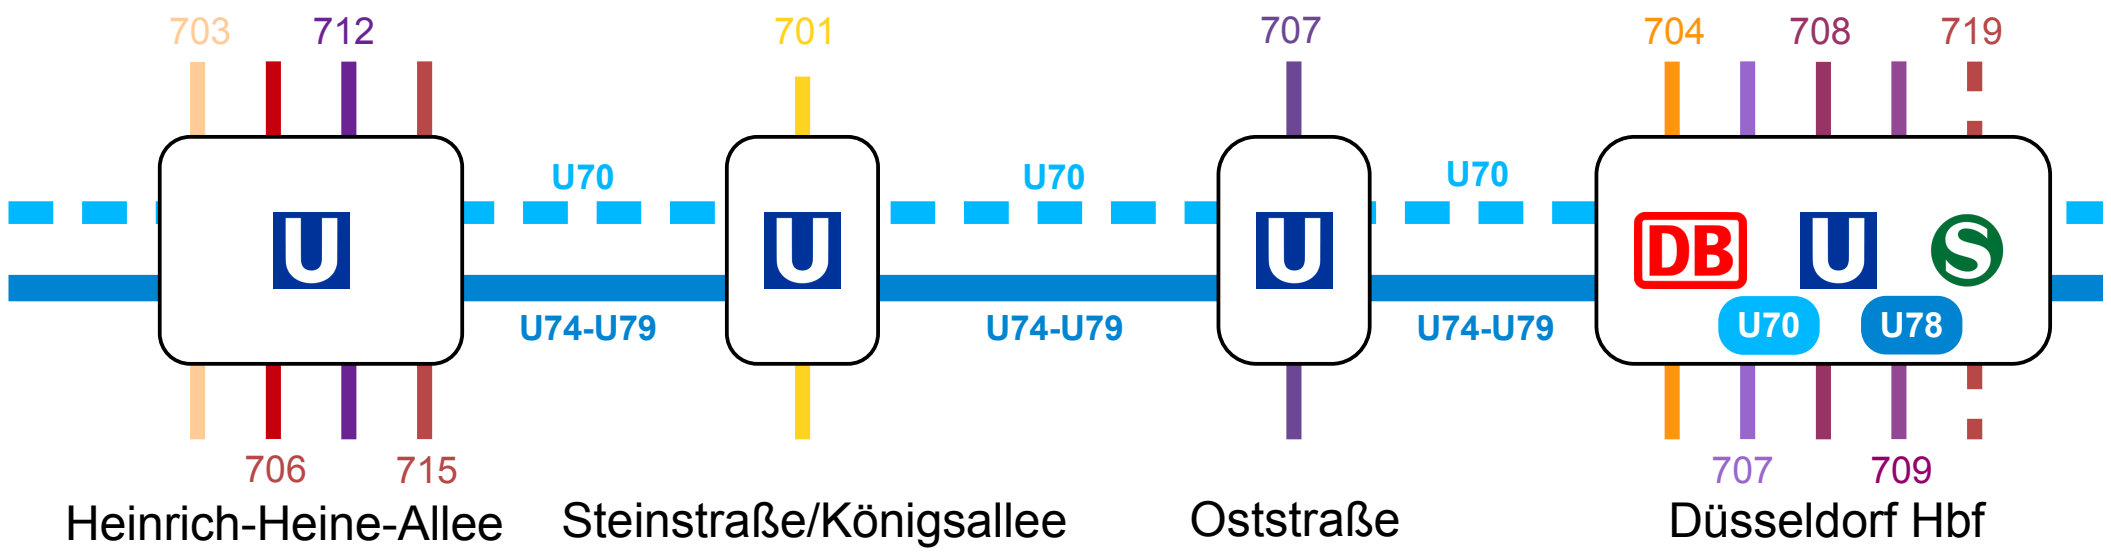 703 712 701 707 704 708 719
U70 U70 U70
U U U DB U S
U74-U79 U74-U79 U74-U79 U70 U78
706 715 707 709
Heinrich-Heine-Allee Steinstraße/Königsallee Oststraße Düsseldorf Hbf